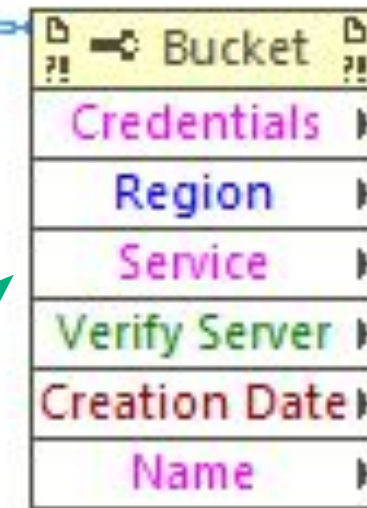 ?! Bucket ?!
Credentials
Region
Service
Verify Server
Creation Date
Name